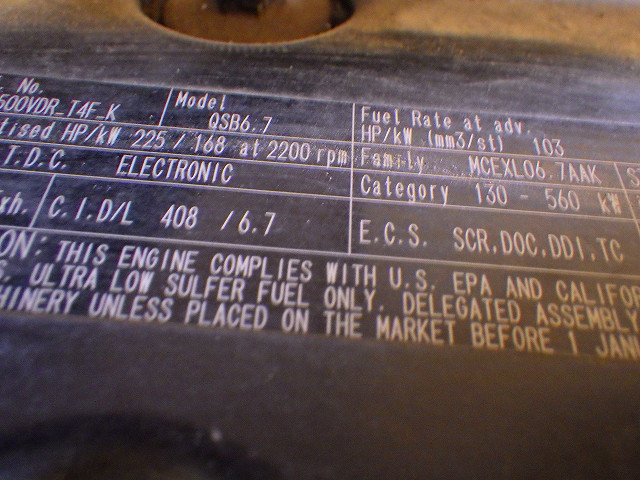 No.
500VDR_T4F_K
Model
QSB6.7
Fuel Rate at adv.
HP/kW (mm3/st) 103
tised HP/kW 225 / 168 at 2200 rpm
Family MCEXL06.7AAK
T.D.C. ELECTRONIC
Category 130 - 560 kW
xh. C.I.D/L 408 / 6.7
E.C.S. SCR,DOC,DDI,TC
ON: THIS ENGINE COMPLIES WITH U.S. EPA AND CALIFO
S. ULTRA LOW SULFER FUEL ONLY. DELEGATED ASSEMBLY
HINERY UNLESS PLACED ON THE MARKET BEFORE 1 JAN